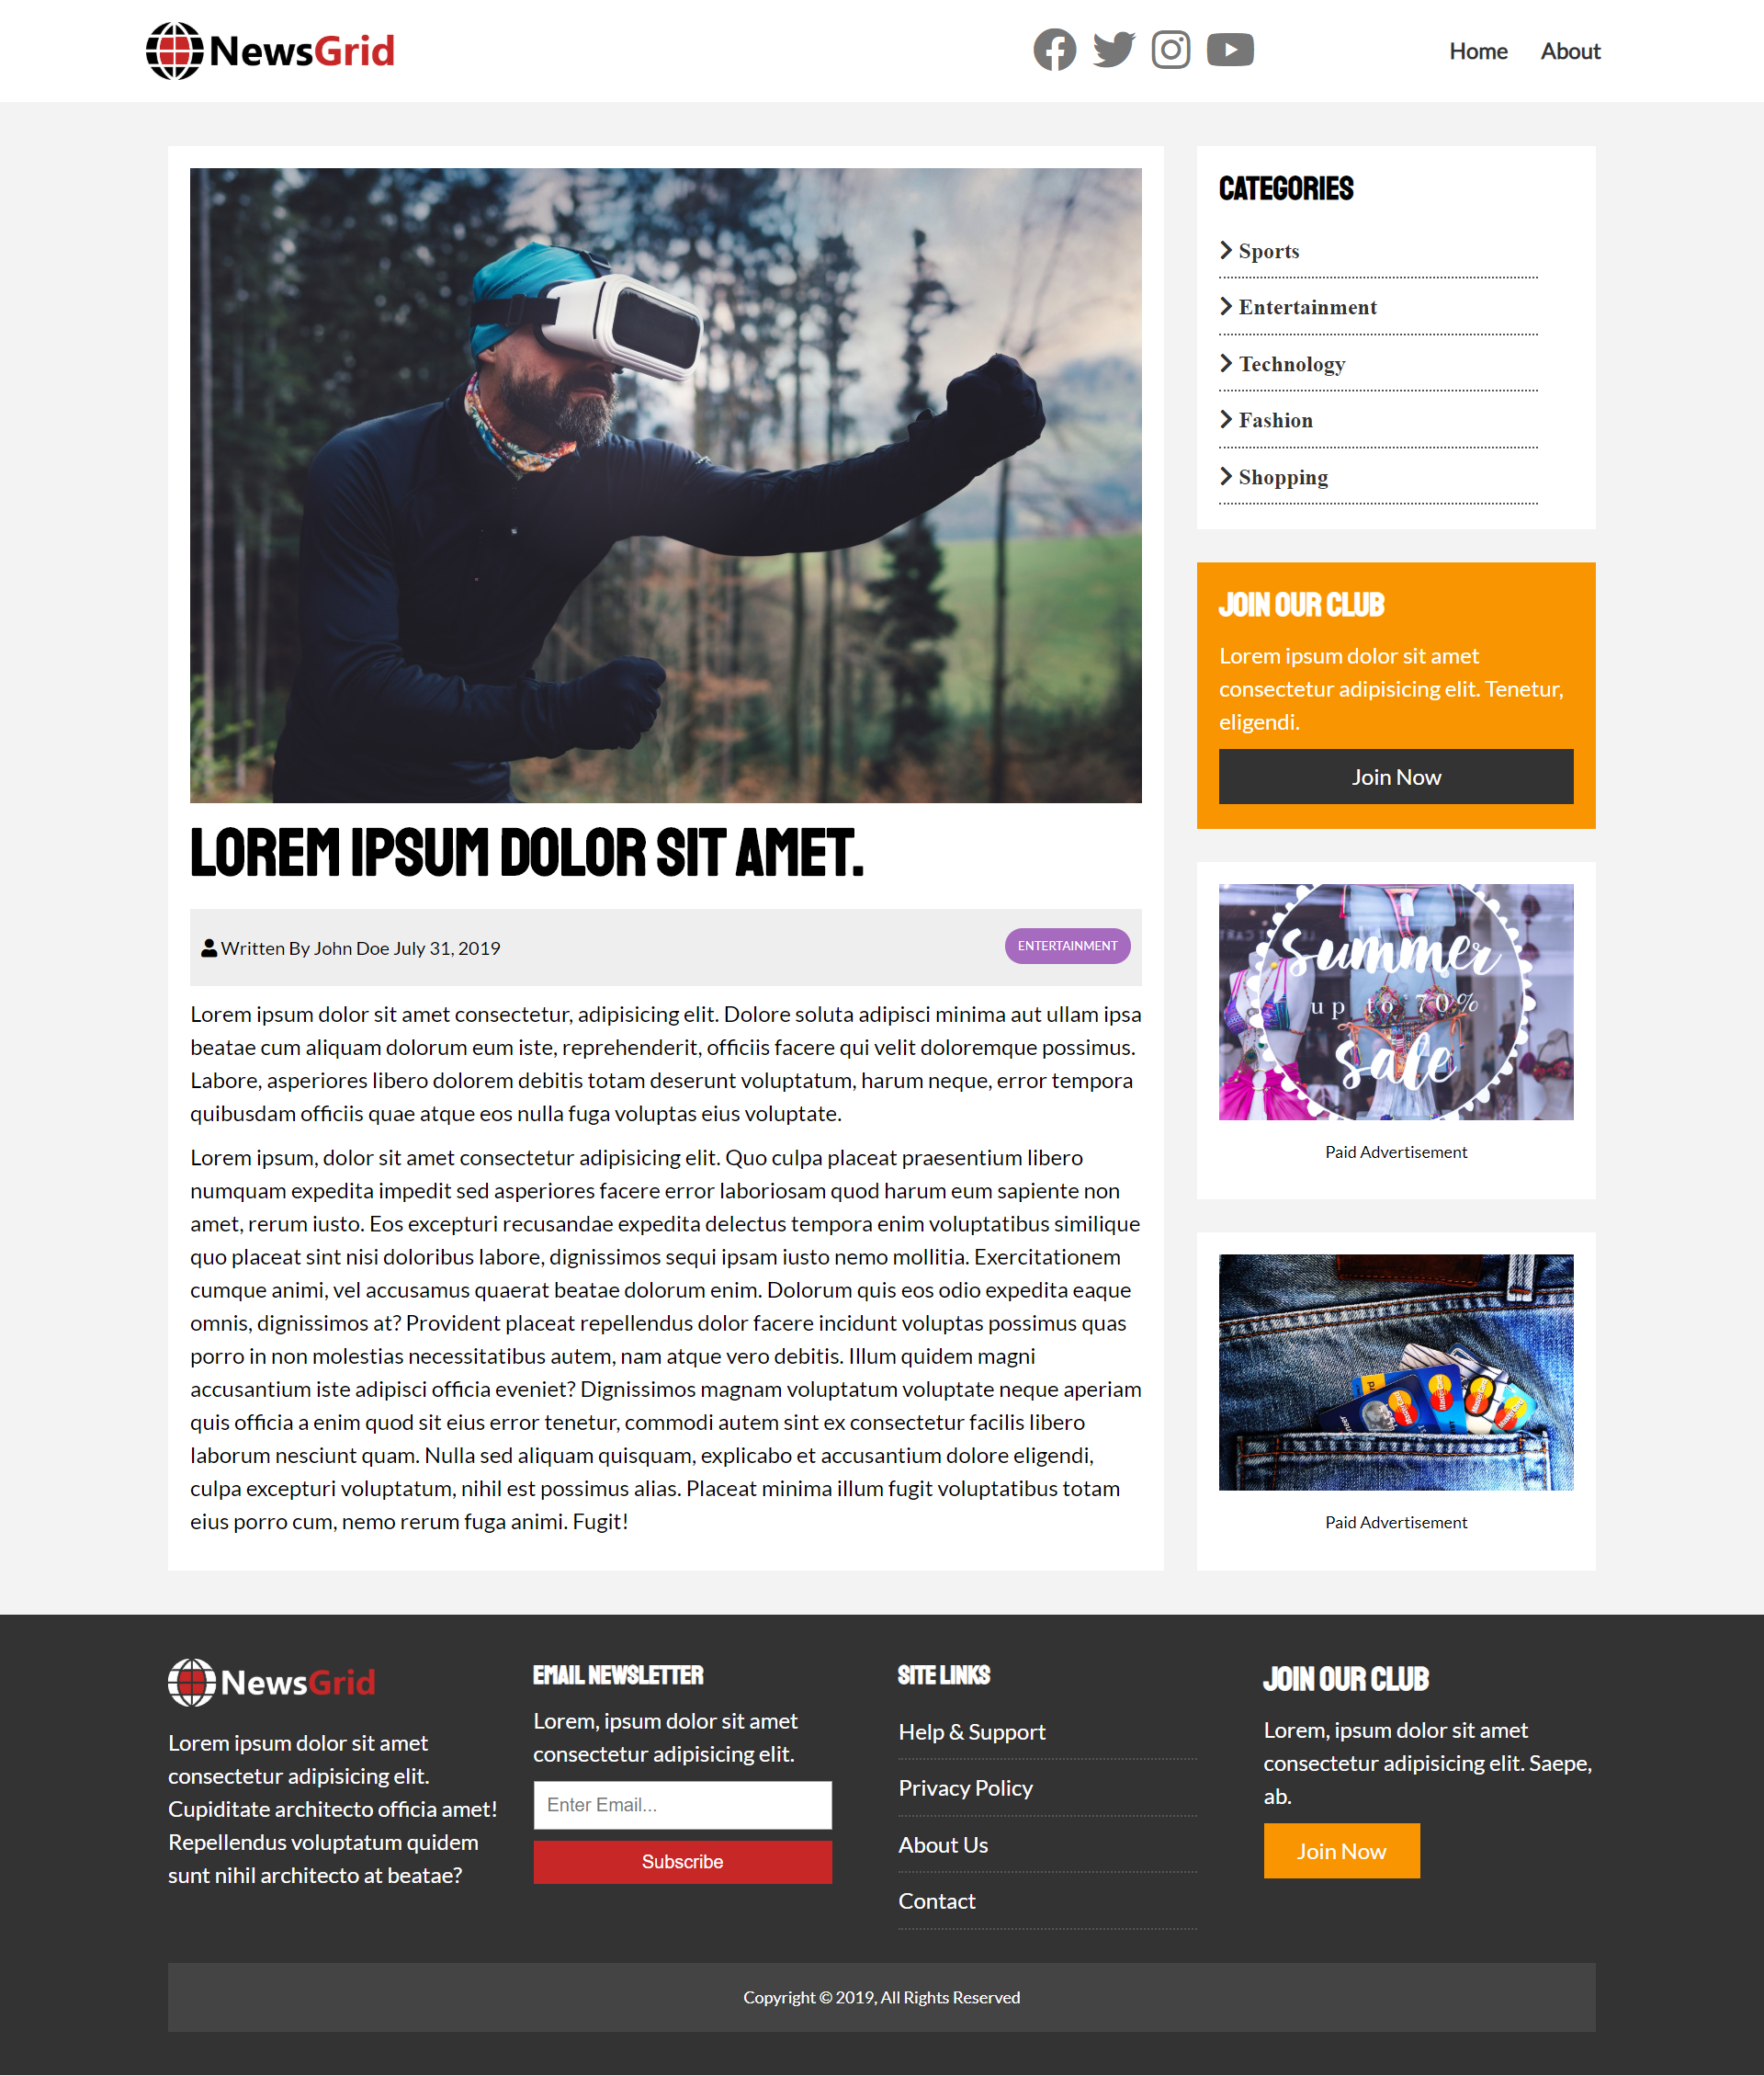 NewsGrid
Home About
CATEGORIES
Sports
Entertainment
Technology
Fashion
Shopping
JOIN OUR CLUB
Lorem ipsum dolor sit amet
consectetur adipisicing elit. Tenetur,
eligendi.
Join Now
LOREM IPSUM DOLOR SIT AMET.
Written By John Doe July 31, 2019
ENTERTAINMENT
Lorem ipsum dolor sit amet consectetur, adipisicing elit. Dolore soluta adipisci minima aut ullam ipsa
beatae cum aliquam dolorum eum iste, reprehenderit, officiis facere qui velit doloremque possimus.
Labore, asperiores libero dolorem debitis totam deserunt voluptatum, harum neque, error tempora
quibusdam officiis quae atque eos nulla fuga voluptas eius voluptate.
Lorem ipsum, dolor sit amet consectetur adipisicing elit. Quo culpa placeat praesentium libero
numquam expedita impedit sed asperiores facere error laboriosam quod harum eum sapiente non
amet, rerum iusto. Eos excepturi recusandae expedita delectus tempora enim voluptatibus similique
quo placeat sint nisi doloribus labore, dignissimos sequi ipsam iusto nemo mollitia. Exercitationem
cumque animi, vel accusamus quaerat beatae dolorum enim. Dolorum quis eos odio expedita eaque
omnis, dignissimos at? Provident placeat repellendus dolor facere incidunt voluptas possimus quas
porro in non molestias necessitatibus autem, nam atque vero debitis. Illum quidem magni
accusantium iste adipisci officia eveniet? Dignissimos magnam voluptatum voluptate neque aperiam
quis officia a enim quod sit eius error tenetur, commodi autem sint ex consectetur facilis libero
laborum nesciunt quam. Nulla sed aliquam quisquam, explicabo et accusantium dolore eligendi,
culpa excepturi voluptatum, nihil est possimus alias. Placeat minima illum fugit voluptatibus totam
eius porro cum, nemo rerum fuga animi. Fugit!
Summer
up to 70%
sale
Paid Advertisement
MasterCard
MasterCard
MasterCard
MasterCard
Paid Advertisement
NewsGrid
Lorem ipsum dolor sit amet
consectetur adipisicing elit.
Cupiditate architecto officia amet!
Repellendus voluptatum quidem
sunt nihil architecto at beatae?
EMAIL NEWSLETTER
Lorem, ipsum dolor sit amet
consectetur adipisicing elit.
Enter Email...
Subscribe
SITE LINKS
Help & Support
Privacy Policy
About Us
Contact
JOIN OUR CLUB
Lorem, ipsum dolor sit amet
consectetur adipisicing elit. Saepe,
ab.
Join Now
Copyright © 2019, All Rights Reserved